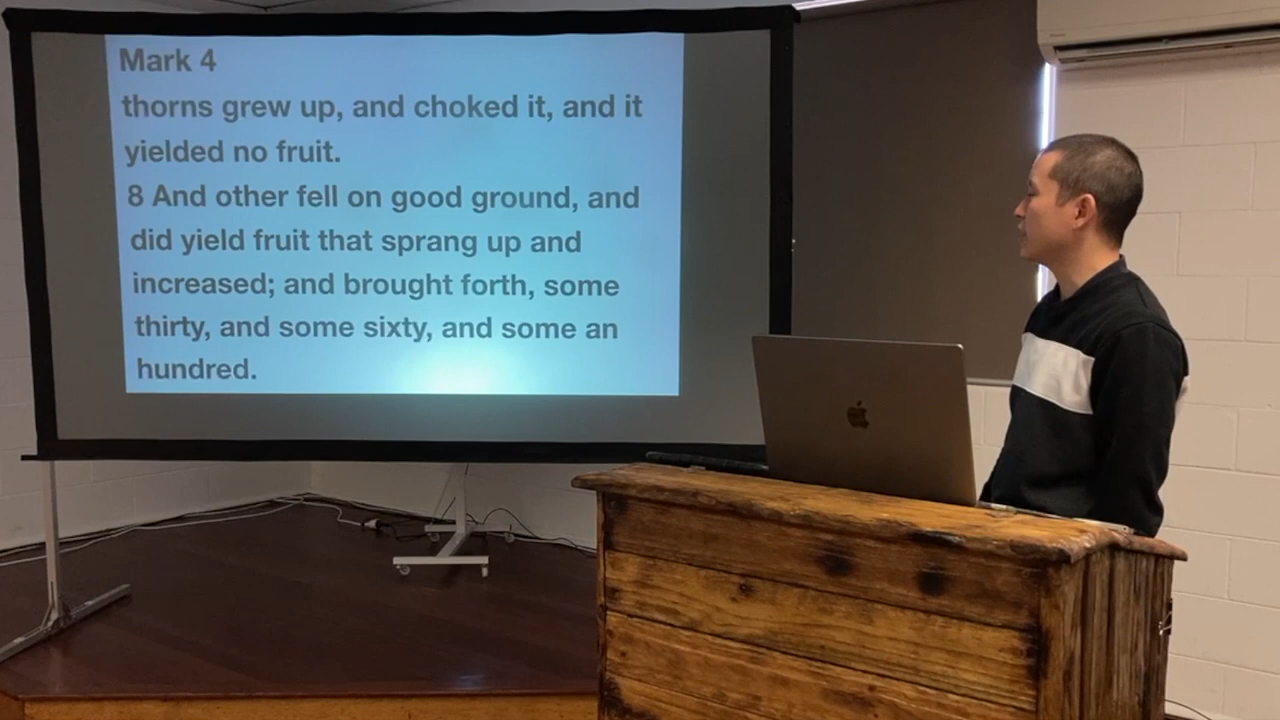 Mark 4
thorns grew up, and choked it, and it
yielded no fruit.
8 And other fell on good ground, and
did yield fruit that sprang up and
increased; and brought forth, some
thirty, and some sixty, and some an
hundred.